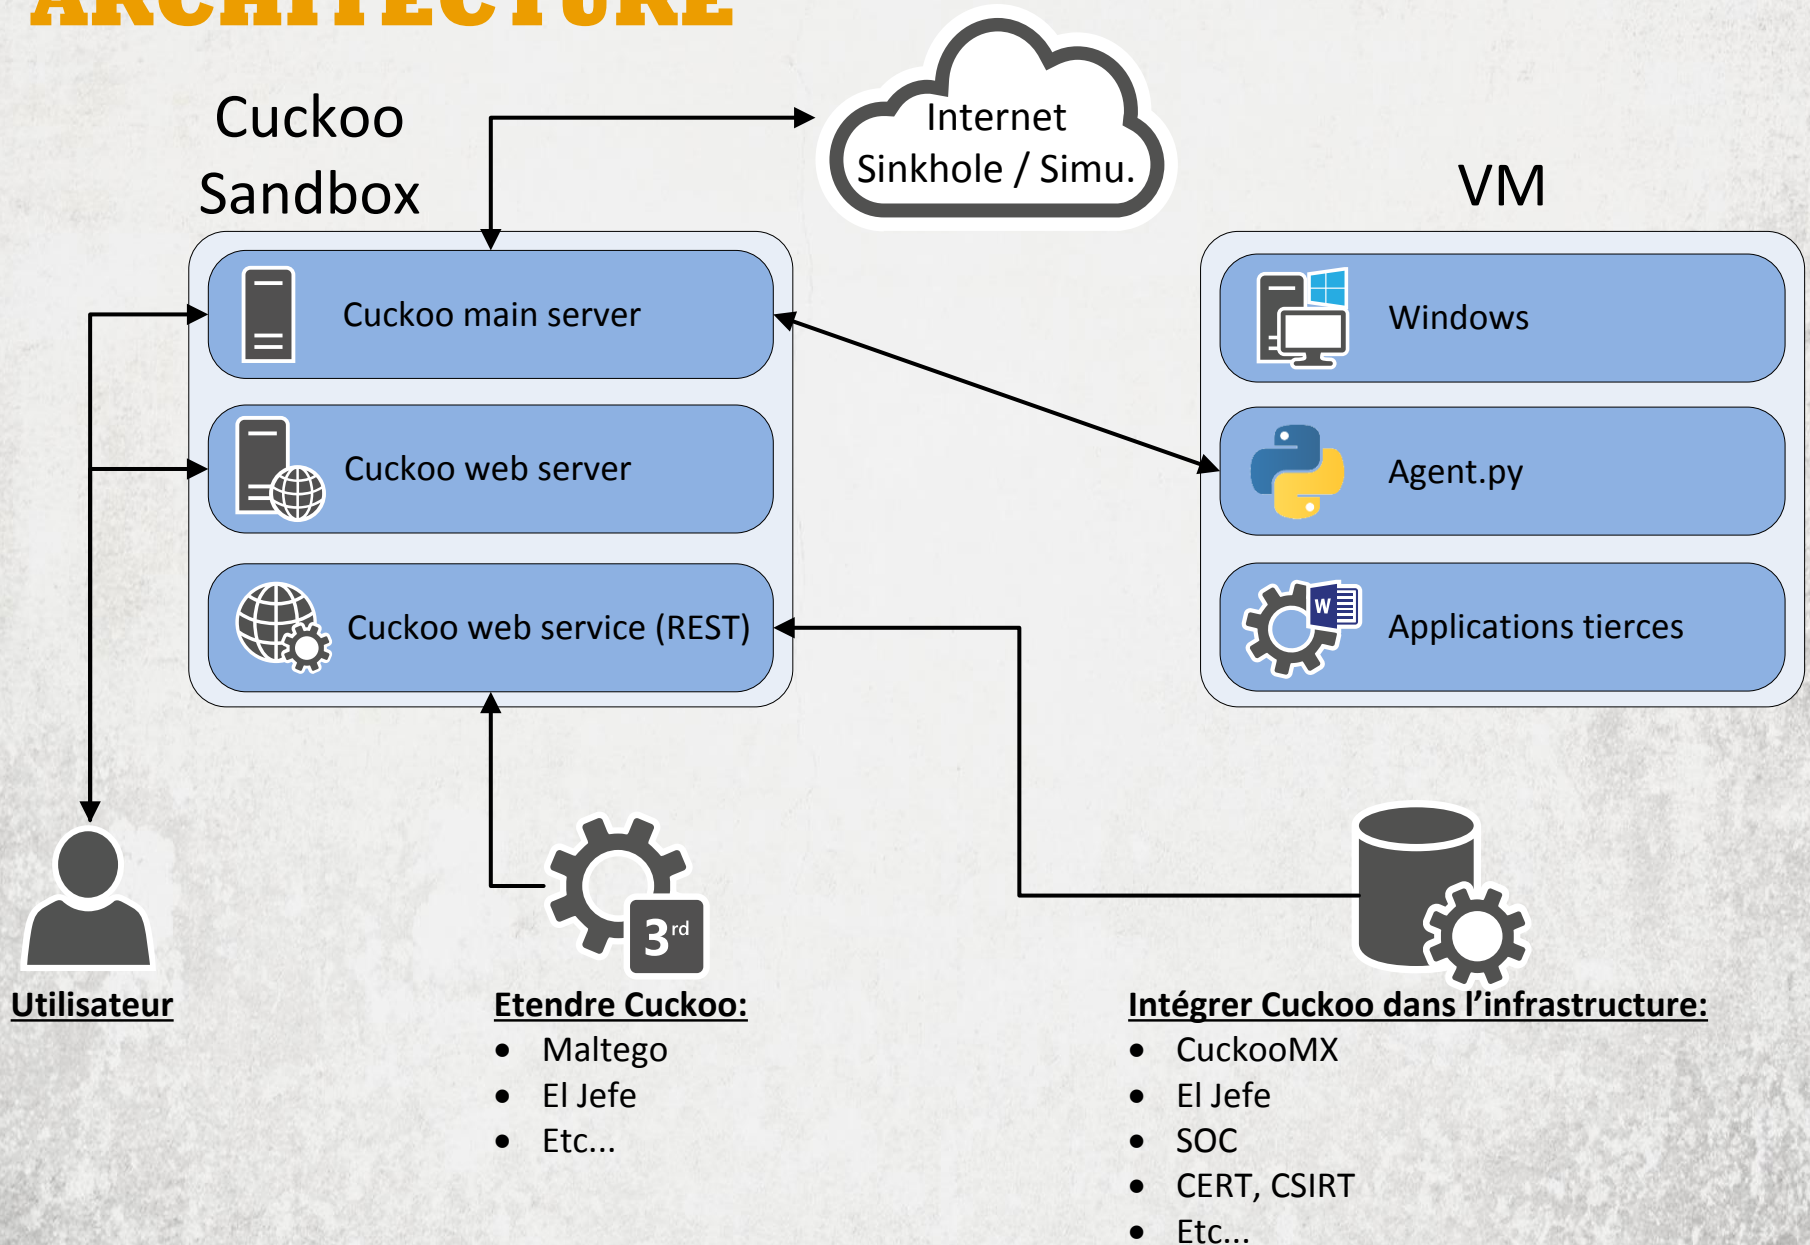 ARCHITECTURE
Cuckoo
Sandbox
Internet
Sinkhole / Simu.
VM
Cuckoo main server
Windows
Cuckoo web server
Agent.py
Cuckoo web service (REST)
W
Applications tierces
3rd
Utilisateur
Etendre Cuckoo:
• Maltego
• El Jefe
• Etc...
Intégrer Cuckoo dans l’infrastructure:
• CuckooMX
• El Jefe
• SOC
• CERT, CSIRT
• Etc...